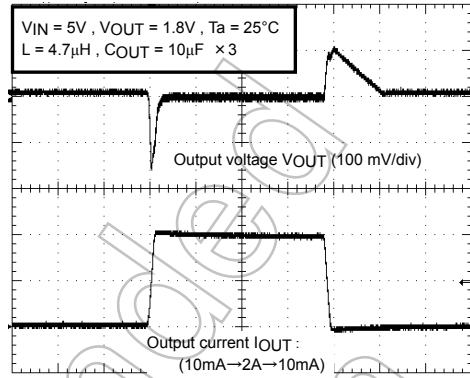 VIN = 5V , VOUT = 1.8V , Ta = 25°C
L = 4.7μH , COUT = 10μF ×3
Output voltage VOUT (100 mV/div)
Output current IOUT :
(10mA→2A→10mA)